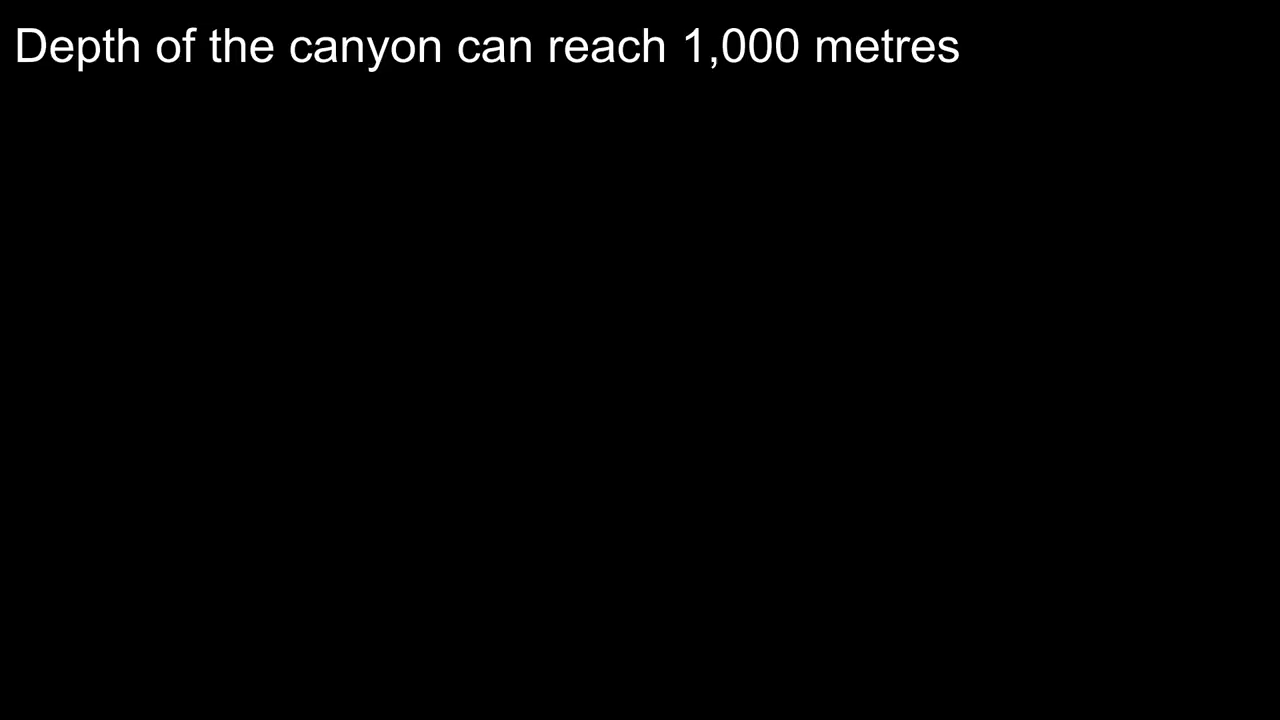 Depth of the canyon can reach 1,000 metres